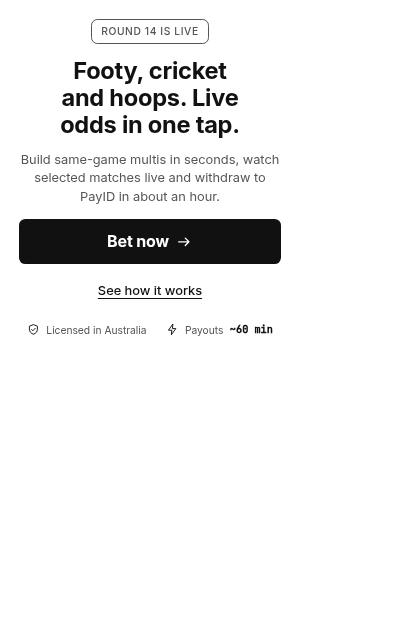 ROUND 14 IS LIVE
Footy, cricket
and hoops. Live
odds in one tap.
Build same-game multis in seconds, watch
selected matches live and withdraw to
PayID in about an hour.
Bet now →
See how it works
Licensed in Australia Payouts ~60 min